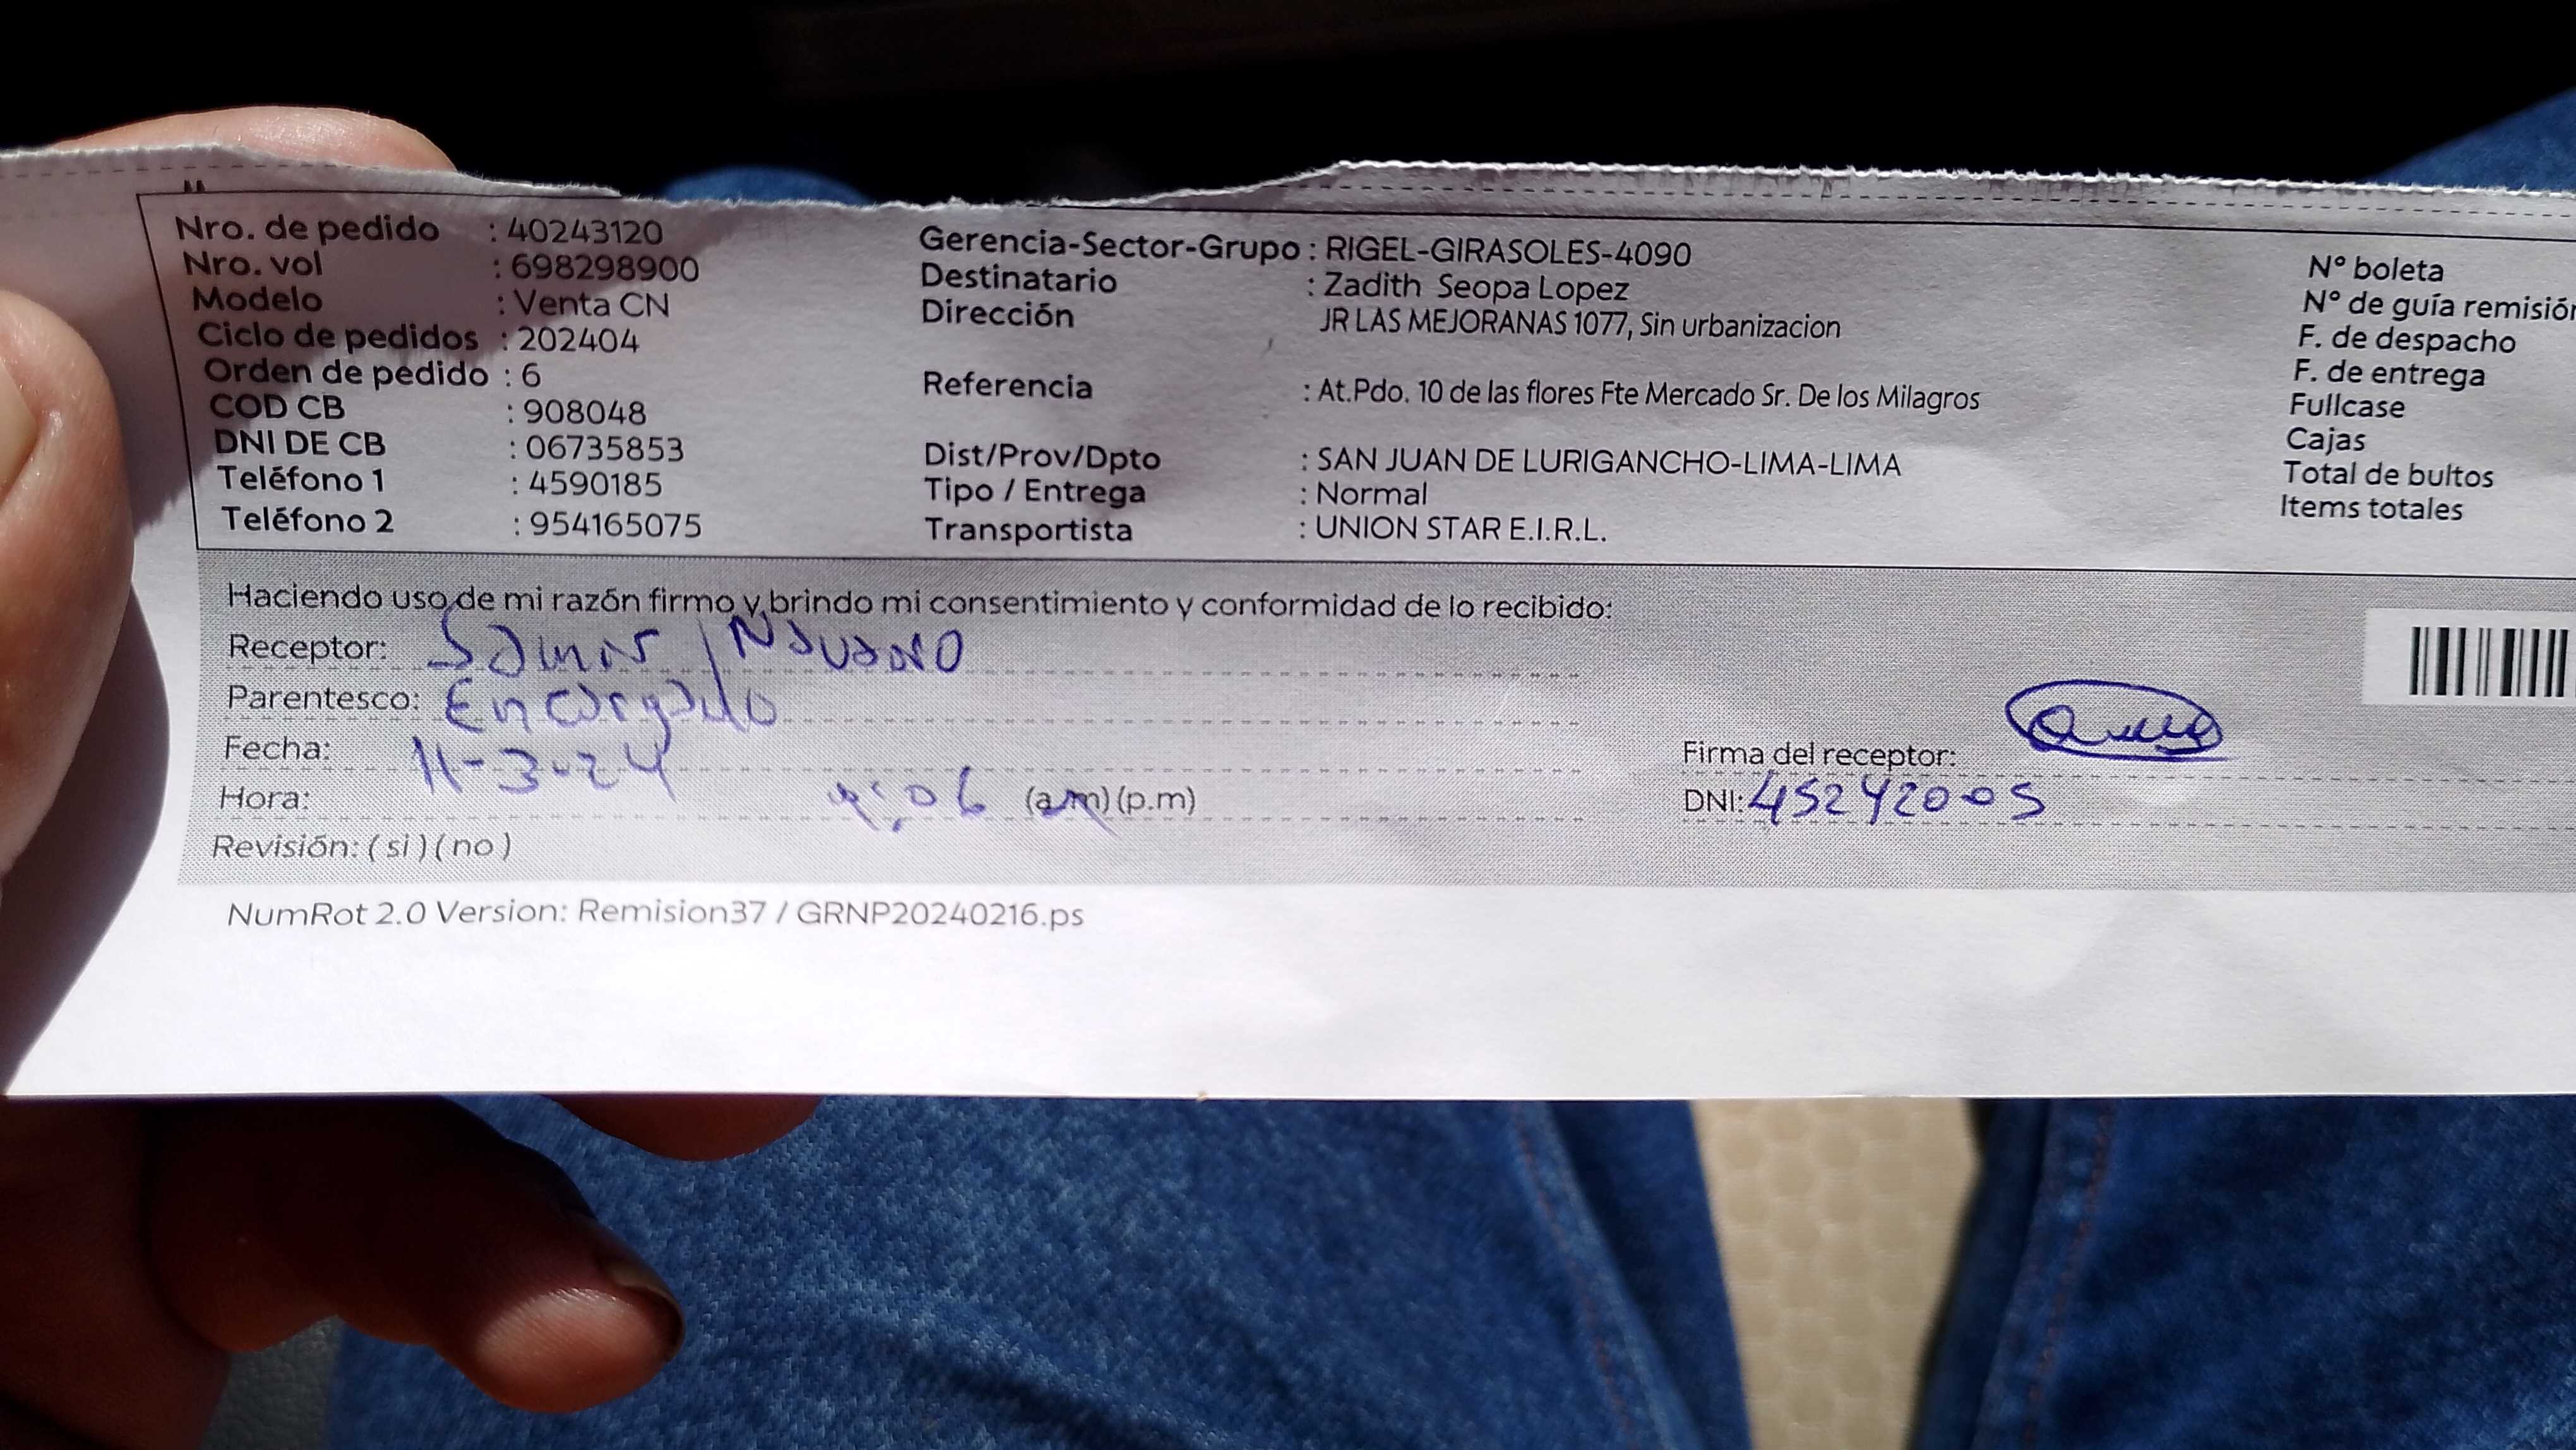 Nro. de pedido : 40243120
Nro. vol : 698298900
Modelo : Venta CN
Ciclo de pedidos : 202404
Orden de pedido : 6
COD CB : 908048
DNI DE CB : 06735853
Teléfono 1 : 4590185
Teléfono 2 : 954165075
Gerencia-Sector-Grupo : RIGEL-GIRASOLES-4090
Destinatario : Zadith Seopa Lopez
Dirección JR LAS MEJORANAS 1077, Sin urbanizacion
Referencia : At.Pdo. 10 de las flores Fte Mercado Sr. De los Milagros
Dist/Prov/Dpto : SAN JUAN DE LURIGANCHO-LIMA-LIMA
Tipo / Entrega : Normal
Transportista : UNION STAR E.I.R.L.
N° boleta
N° de guía remisión
F. de despacho
F. de entrega
Fullcase
Cajas
Total de bultos
Items totales
Haciendo uso de mi razón firmo y brindo mi consentimiento y conformidad de lo recibido:
Receptor:
Parentesco: Encargado
Fecha: 11-3-24
Hora: (am) (p.m)
Revisión: ( si ) ( no )
Firma del receptor:
DNI: 45242005
NumRot 2.0 Version: Remision37 / GRNP20240216.ps